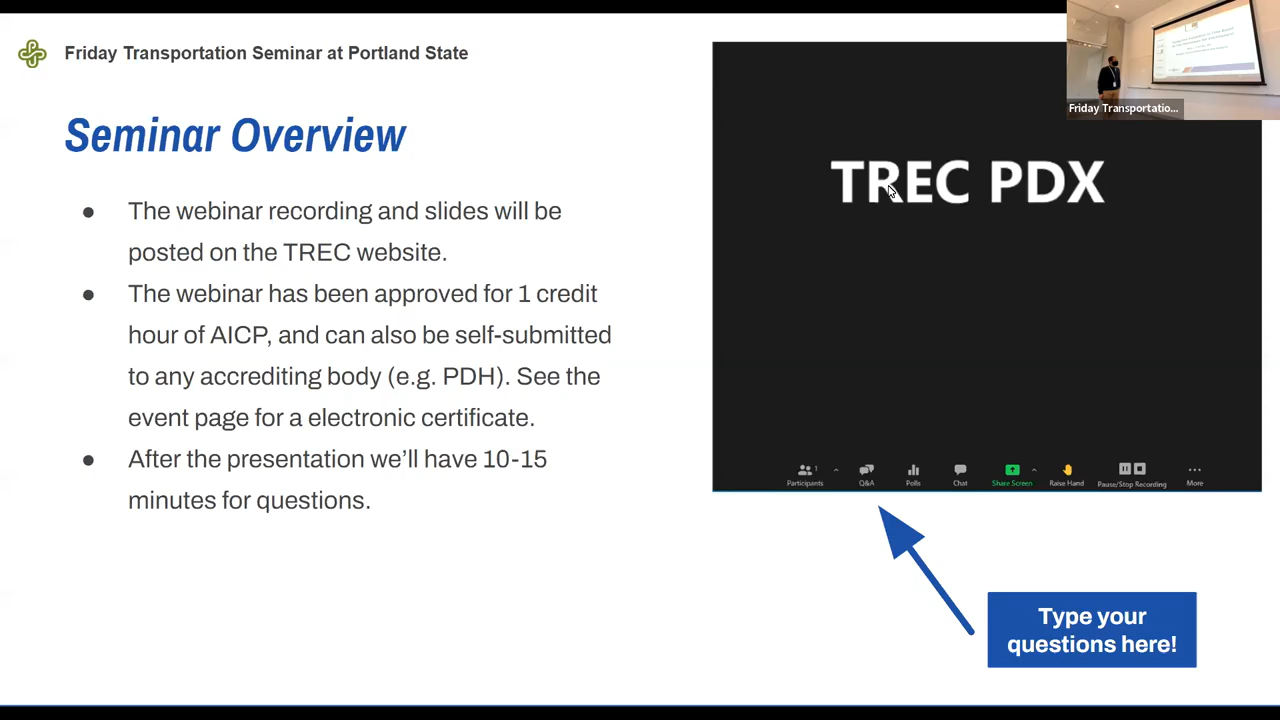 Friday Transportation Seminar at Portland State
Seminar Overview
● The webinar recording and slides will be
posted on the TREC website.
● The webinar has been approved for 1 credit
hour of AICP, and can also be self-submitted
to any accrediting body (e.g. PDH). See the
event page for a electronic certificate.
● After the presentation we’ll have 10-15
minutes for questions.
Friday Transportatio...
TREC PDX
Participants 1 Q&A Polls Chat Share Screen Raise Hand Pause/Stop Recording More
Type your
questions here!